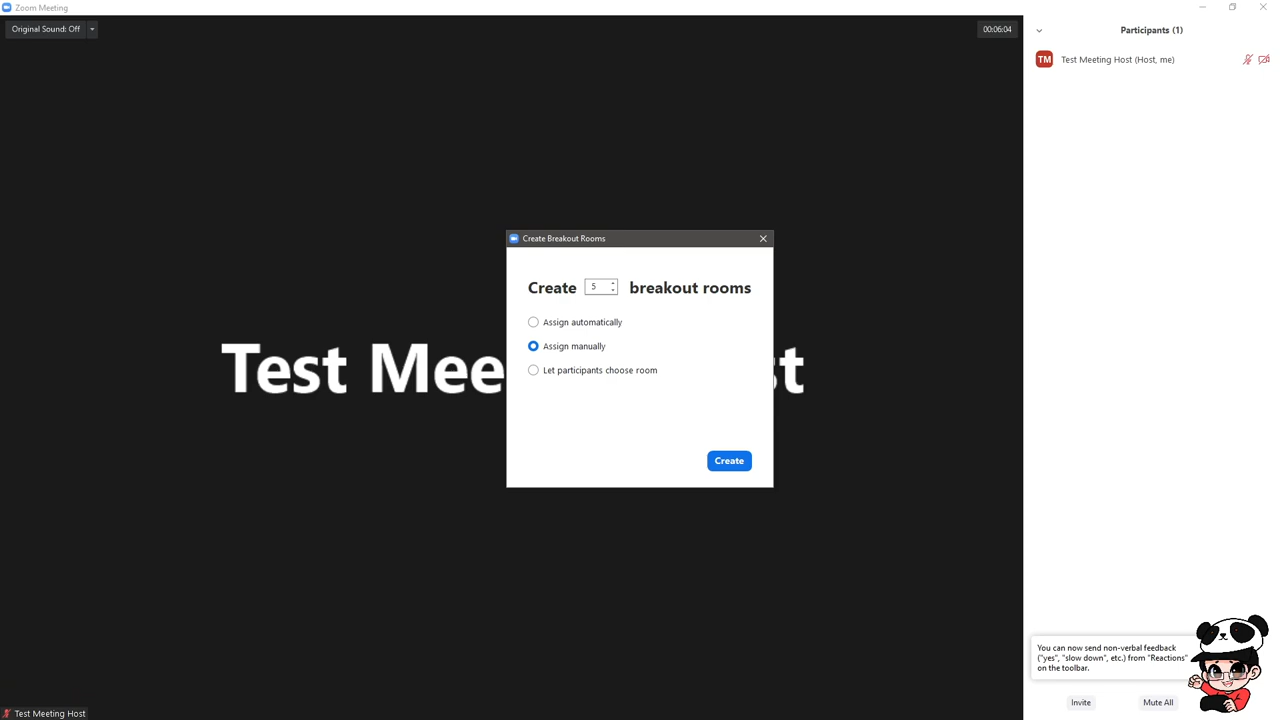 Zoom Meeting
Original Sound: Off
00:06:04
Participants (1)
TM
Test Meeting Host (Host, me)
Create Breakout Rooms
Create 5 breakout rooms
Assign automatically
Assign manually
Let participants choose room
Create
Test Mee
st
You can now send non-verbal feedback
("yes", "slow down", etc.) from "Reactions"
on the toolbar.
Invite
Mute All
Test Meeting Host